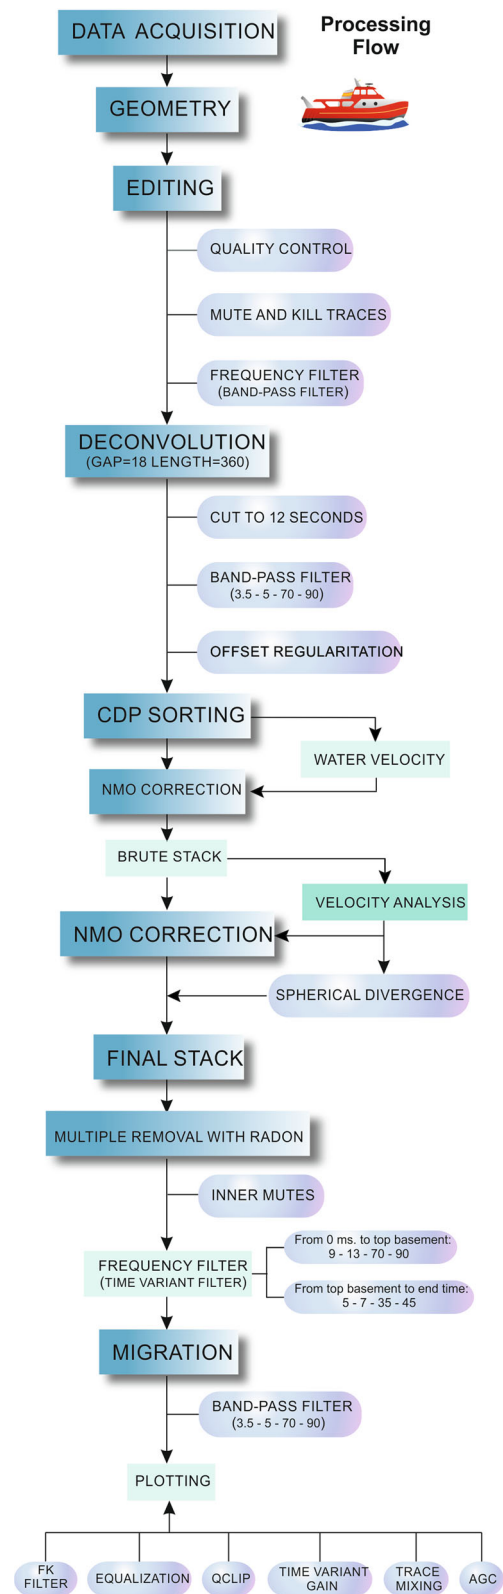 Processing
Flow
DATA ACQUISITION
GEOMETRY
EDITING
QUALITY CONTROL
MUTE AND KILL TRACES
FREQUENCY FILTER
(BAND-PASS FILTER)
DECONVOLUTION
(GAP=18 LENGTH=360)
CUT TO 12 SECONDS
BAND-PASS FILTER
(3.5 - 5 - 70 - 90)
OFFSET REGULARITATION
CDP SORTING
WATER VELOCITY
NMO CORRECTION
BRUTE STACK
VELOCITY ANALYSIS
NMO CORRECTION
SPHERICAL DIVERGENCE
FINAL STACK
MULTIPLE REMOVAL WITH RADON
INNER MUTES
FREQUENCY FILTER
(TIME VARIANT FILTER)
From 0 ms. to top basement:
9 - 13 - 70 - 90
From top basement to end time:
5 - 7 - 35 - 45
MIGRATION
BAND-PASS FILTER
(3.5 - 5 - 70 - 90)
PLOTTING
FK
FILTER
EQUALIZATION
QCLIP
TIME VARIANT
GAIN
TRACE
MIXING
AGC